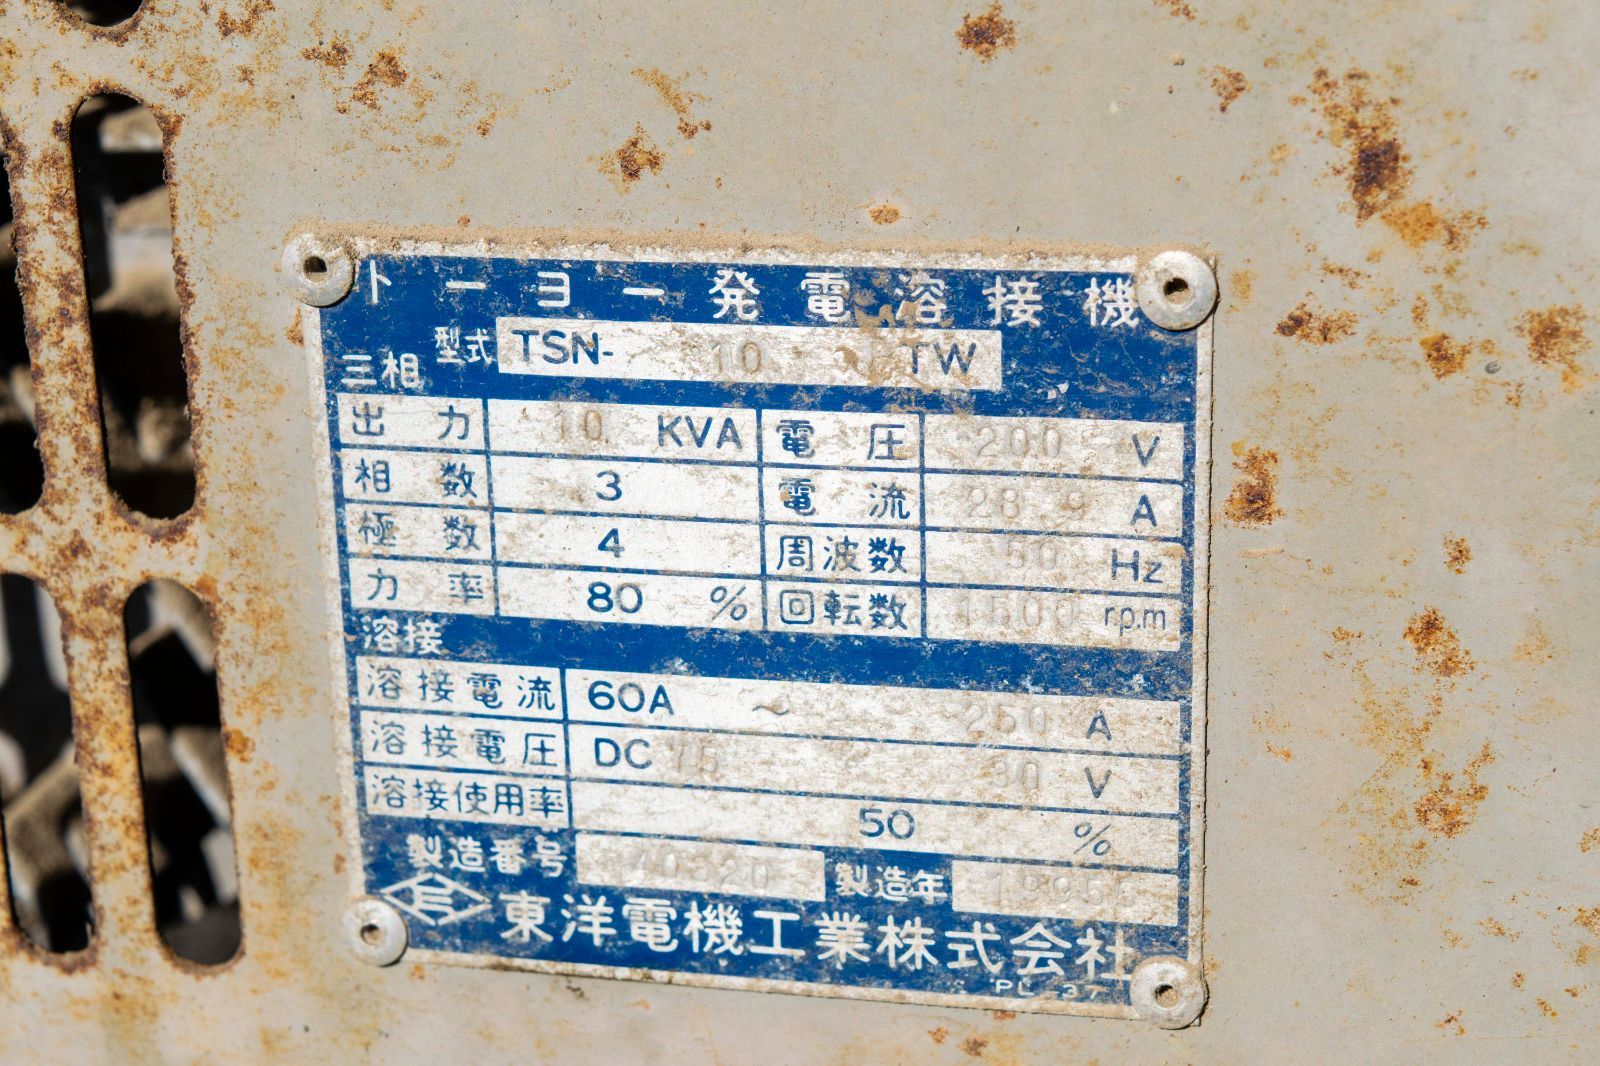 トーヨー発電溶接機
型式 TSN- 10 TW
三相
出力 10 KVA 電圧 200 V
相数 3 電流 28.9 A
極数 4 周波数 50 Hz
力率 80 % 回転数 1500 rpm
溶接
溶接電流 60A ~ 250 A
溶接電圧 DC 30 V
溶接使用率 50 %
製造番号 40320 製造年
東洋電機工業株式会社
PL-37